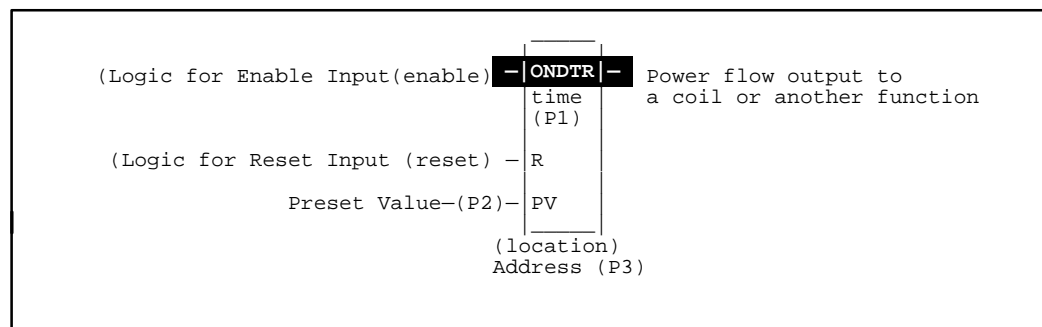 (Logic for Enable Input(enable) –|ONDTR|– Power flow output to
time a coil or another function
(P1)
(Logic for Reset Input (reset) –R
Preset Value–(P2)–PV
(location)
Address (P3)